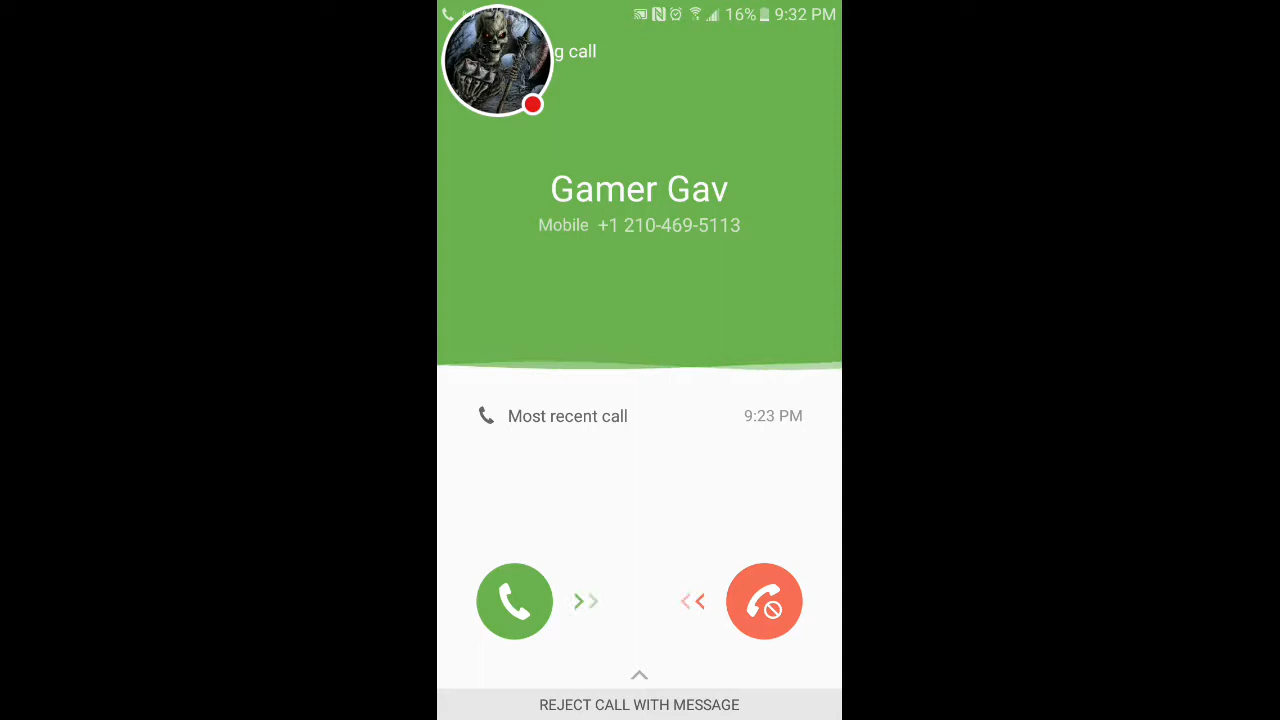 16% 9:32 PM
g call
Gamer Gav
Mobile +1 210-469-5113
Most recent call 9:23 PM
REJECT CALL WITH MESSAGE